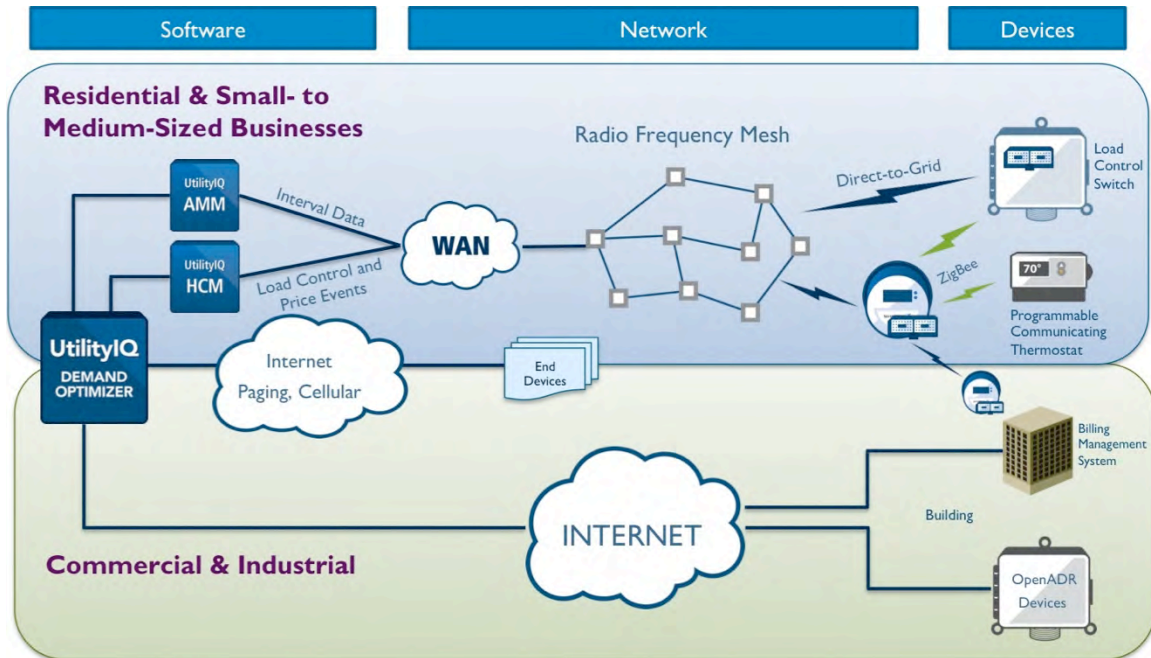 Software
Network
Devices
Residential & Small- to
Medium-Sized Businesses
Radio Frequency Mesh
UtilityIQ
AMM
Interval Data
UtilityIQ
HCM
Load Control and
Price Events
WAN
Direct-to-Grid
Load
Control
Switch
ZigBee
70°
Programmable
Communicating
Thermostat
UtilityIQ
DEMAND
OPTIMIZER
Internet
Paging, Cellular
End
Devices
Billing
Management
System
Building
INTERNET
Commercial & Industrial
OpenADR
Devices